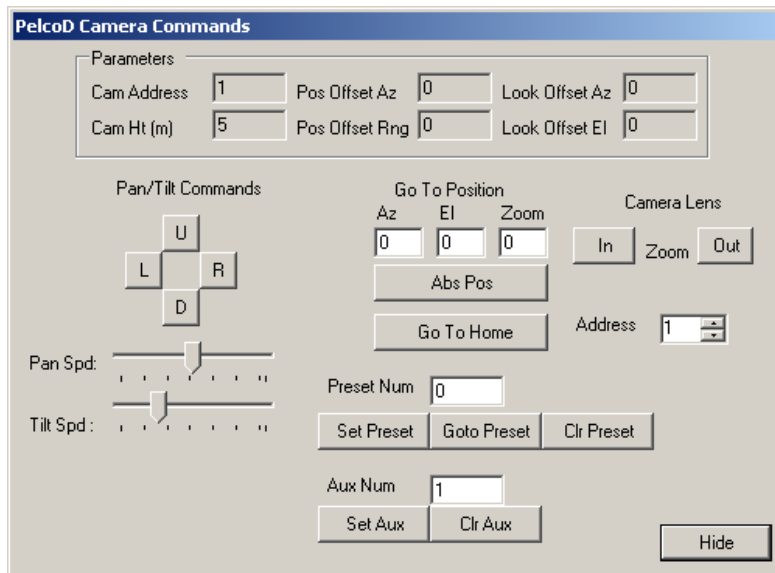 PelcoD Camera Commands
Parameters
Cam Address 1 Pos Offset Az 0 Look Offset Az 0
Cam Ht (m) 5 Pos Offset Rng 0 Look Offset El 0
Pan/Tilt Commands
U
L R
D
Pan Spd:
Tilt Spd :
Go To Position
Az El Zoom
0 0 0
Abs Pos
Go To Home
Camera Lens
In Zoom Out
Address 1
Preset Num 0
Set Preset Goto Preset Clr Preset
Aux Num 1
Set Aux Clr Aux
Hide